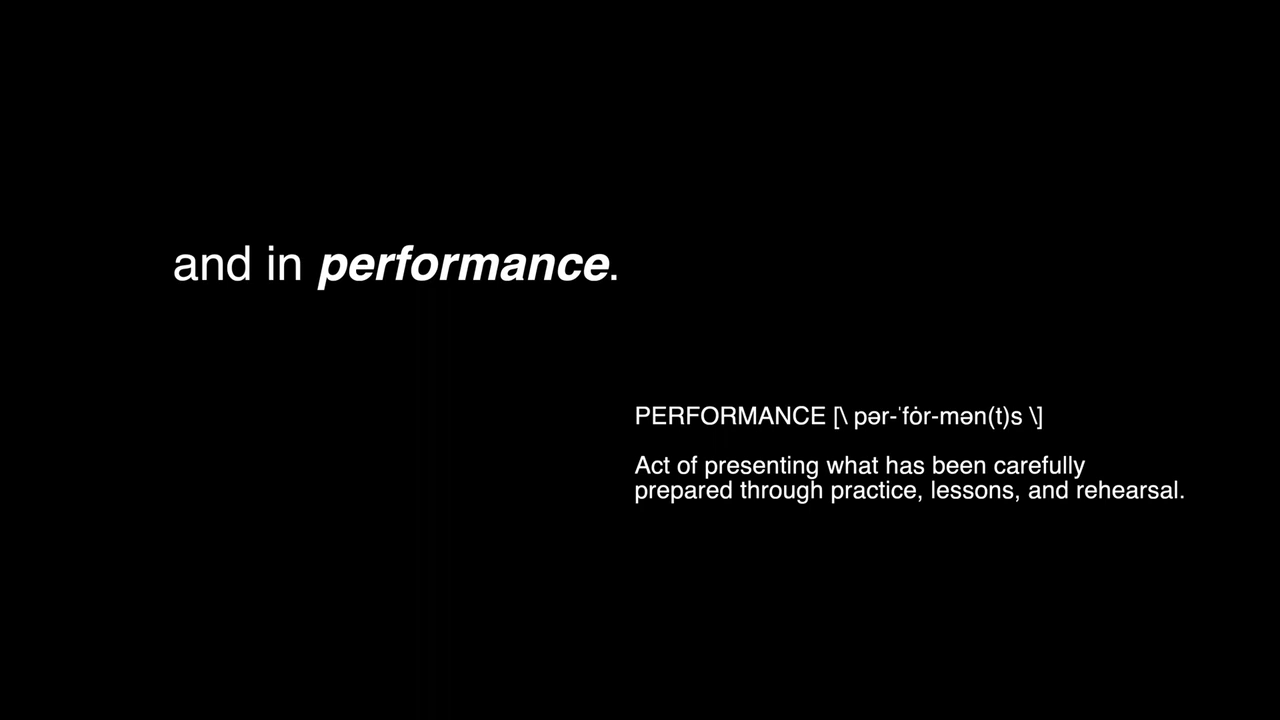 and in performance.
PERFORMANCE [\ pər-ˈfȯr-mən(t)s \]
Act of presenting what has been carefully
prepared through practice, lessons, and rehearsal.